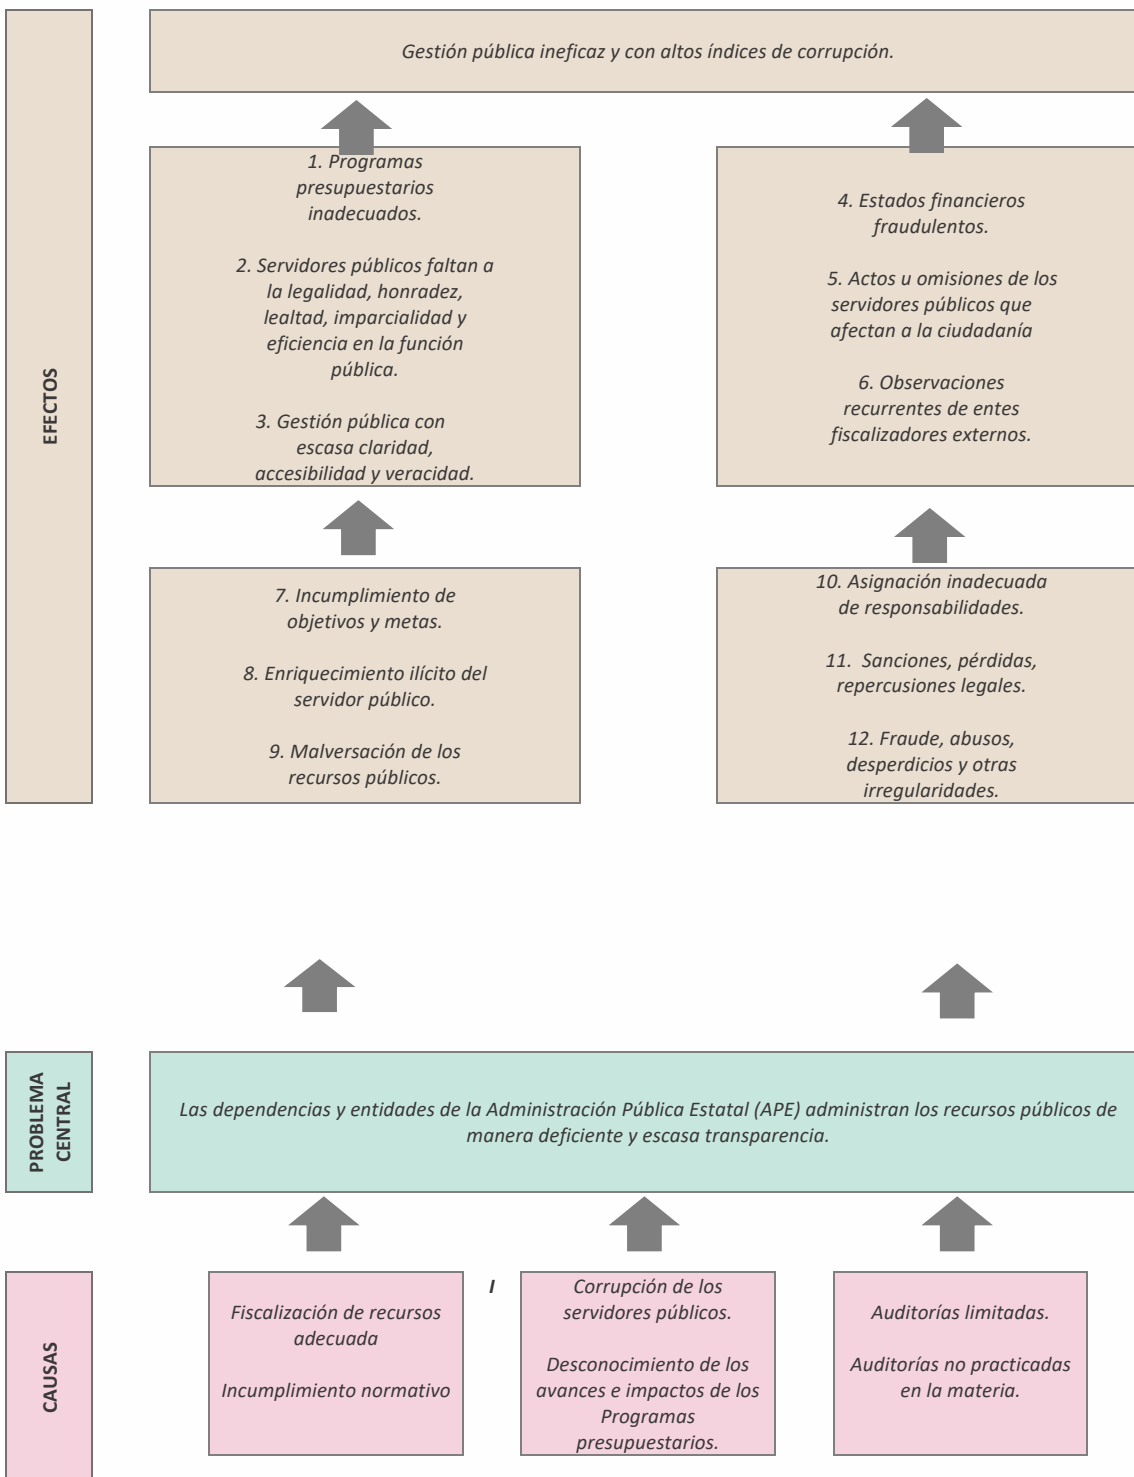 EFECTOS
Gestión pública ineficaz y con altos índices de corrupción.
1. Programas
presupuestarios
inadecuados.
2. Servidores públicos faltan a
la legalidad, honradez,
lealtad, imparcialidad y
eficiencia en la función
pública.
3. Gestión pública con
escasa claridad,
accesibilidad y veracidad.
4. Estados financieros
fraudulentos.
5. Actos u omisiones de los
servidores públicos que
afectan a la ciudadanía
6. Observaciones
recurrentes de entes
fiscalizadores externos.
7. Incumplimiento de
objetivos y metas.
8. Enriquecimiento ilícito del
servidor público.
9. Malversación de los
recursos públicos.
10. Asignación inadecuada
de responsabilidades.
11. Sanciones, pérdidas,
repercusiones legales.
12. Fraude, abusos,
desperdicios y otras
irregularidades.
PROBLEMA
CENTRAL
Las dependencias y entidades de la Administración Pública Estatal (APE) administran los recursos públicos de
manera deficiente y escasa transparencia.
CAUSAS
Fiscalización de recursos
adecuada
Incumplimiento normativo
I
Corrupción de los
servidores públicos.
Desconocimiento de los
avances e impactos de los
Programas
presupuestarios.
Auditorías limitadas.
Auditorías no practicadas
en la materia.